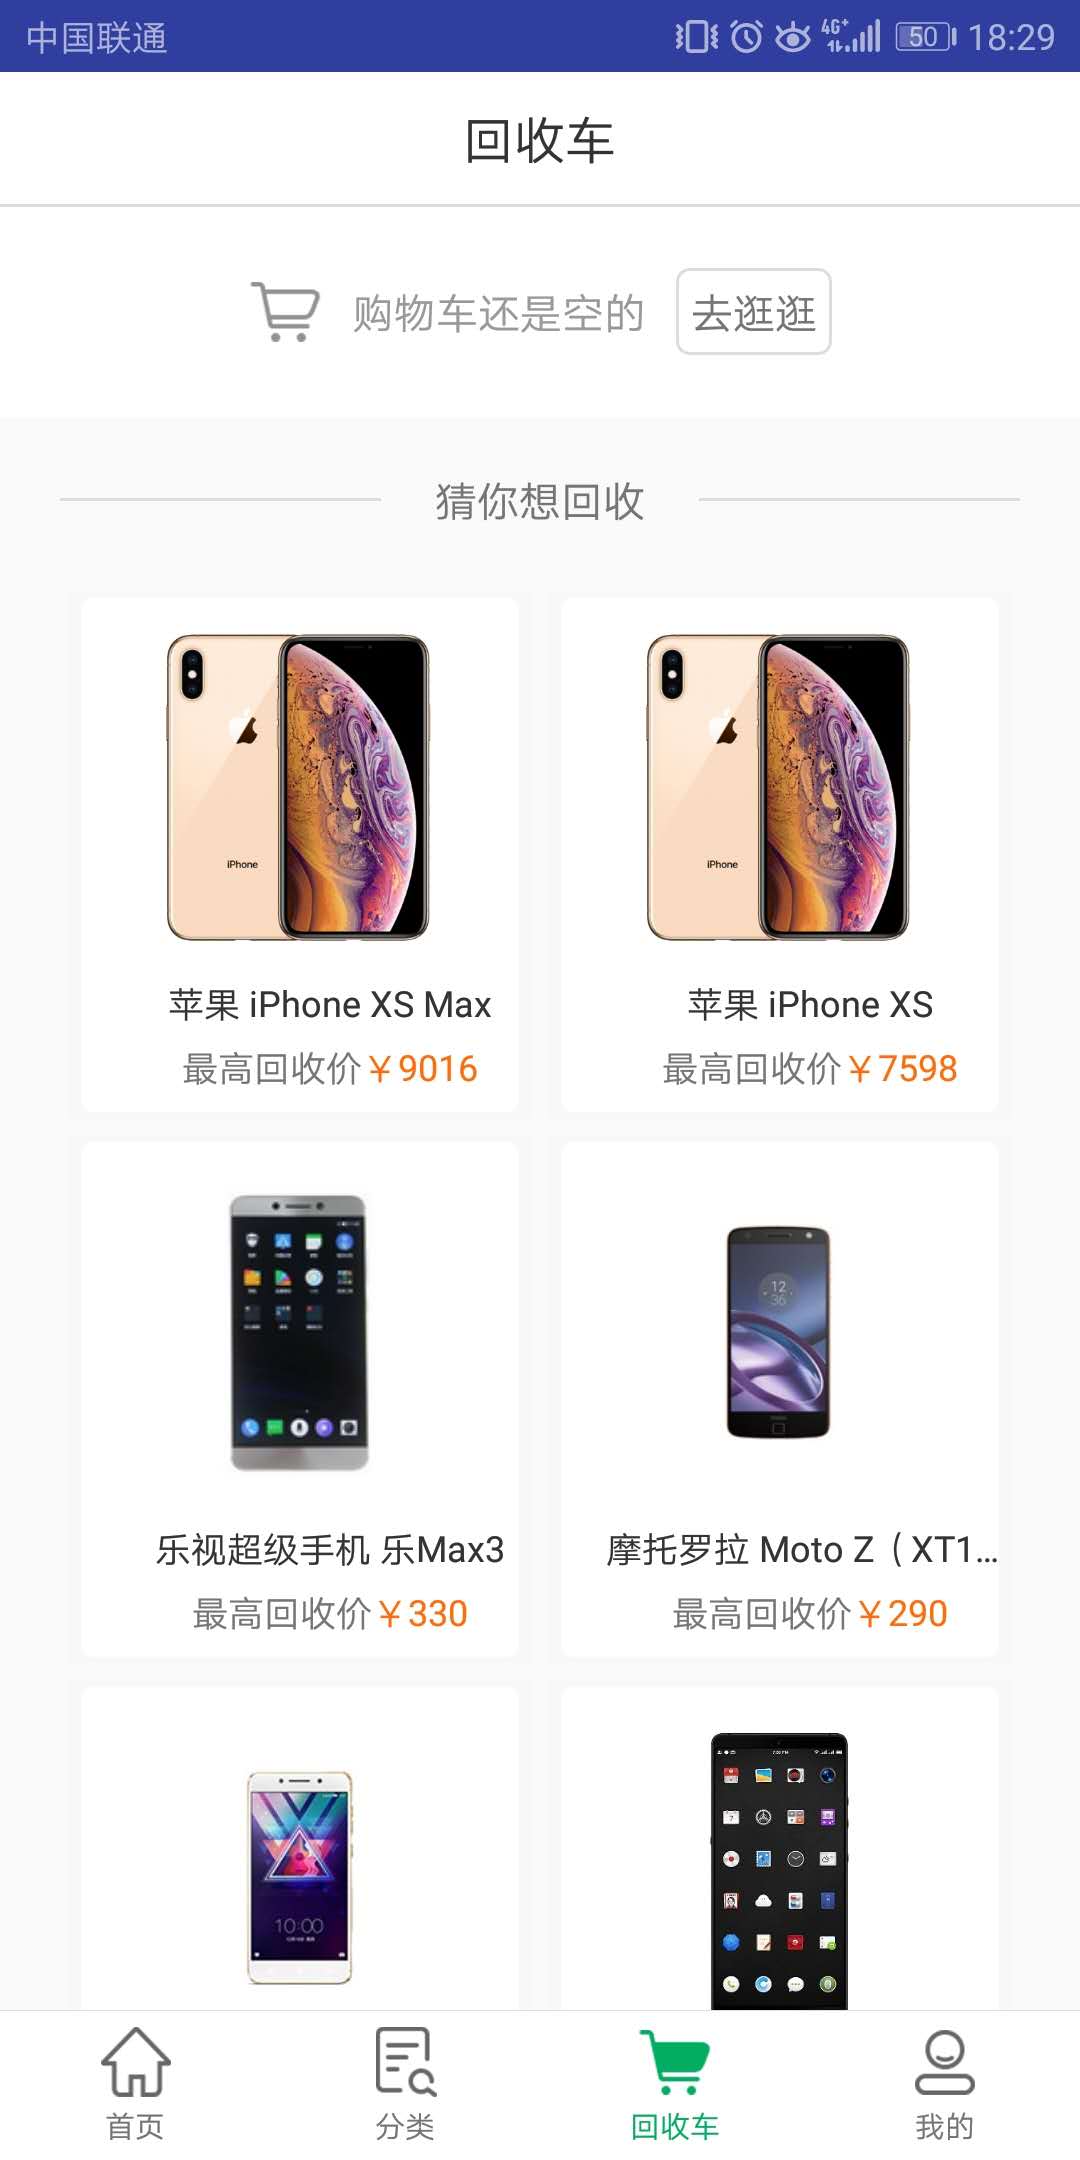 中国联通
4G+ 50 18:29
回收车
购物车还是空的 去逛逛
猜你想回收
iPhone iPhone
苹果 iPhone XS Max
最高回收价￥9016
苹果 iPhone XS
最高回收价￥7598
12
36
乐视超级手机 乐Max3
最高回收价￥330
摩托罗拉 Moto Z（XT1...
最高回收价￥290
10:00
首页 分类 回收车 我的